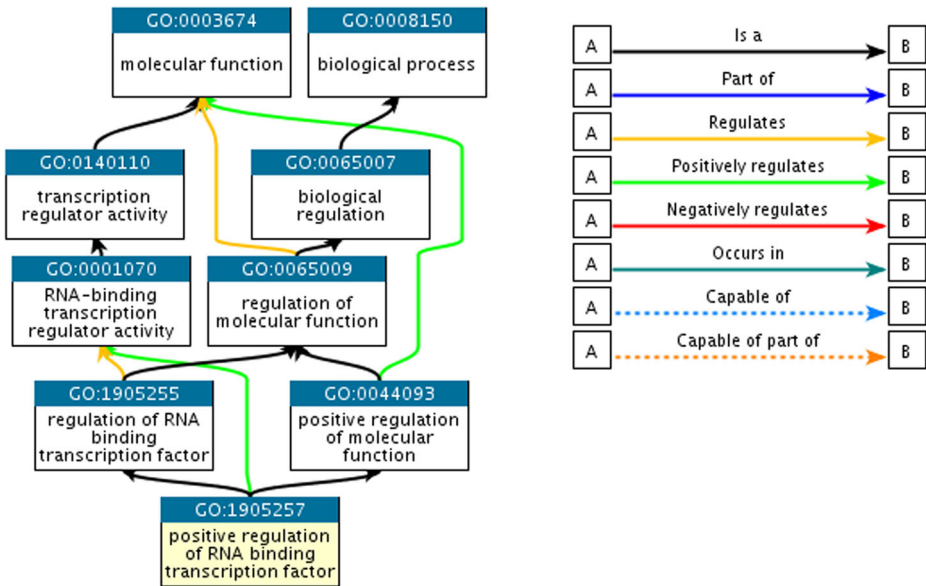 GO:0003674
molecular function
GO:0008150
biological process
GO:0140110
transcription
regulator activity
GO:0065007
biological
regulation
GO:0001070
RNA-binding
transcription
regulator activity
GO:0065009
regulation of
molecular function
GO:1905255
regulation of RNA
binding
transcription factor
GO:0044093
positive regulation
of molecular
function
GO:1905257
positive regulation
of RNA binding
transcription factor
A Is a B
A Part of B
A Regulates B
A Positively regulates B
A Negatively regulates B
A Occurs in B
A Capable of B
A Capable of part of B